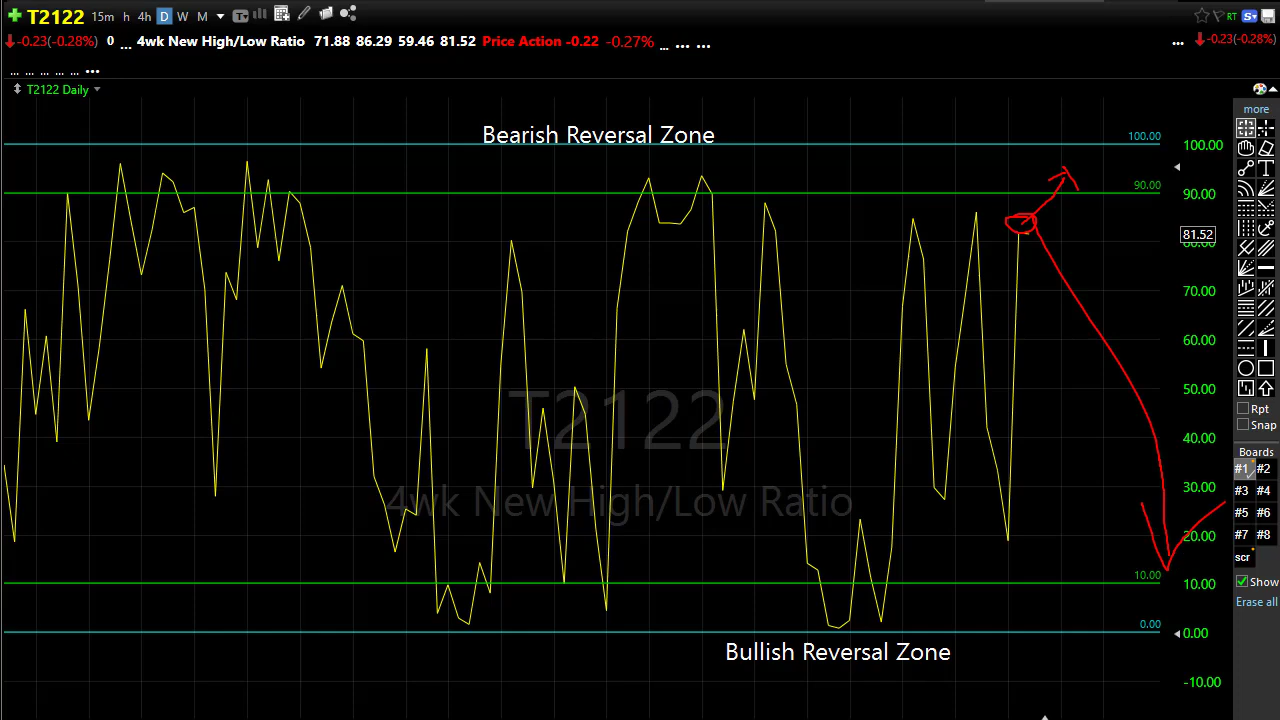 T2122 15m h 4h D W M
RT S
-0.23(-0.28%) 0 ... 4wk New High/Low Ratio 71.88 86.29 59.46 81.52 Price Action -0.22 -0.27% ... ... ... ... -0.23(-0.28%)
... ... ... ... ... ...
T2122 Daily
more
Bearish Reversal Zone
100.00 100.00
90.00 90.00
81.52
80.00
70.00
60.00
50.00
40.00
30.00
20.00
10.00 10.00
0.00 0.00
-10.00
T2122
4wk New High/Low Ratio
Bullish Reversal Zone
T
Rpt
Snap
Boards
#1 #2
#3 #4
#5 #6
#7 #8
scr
Show
Erase all